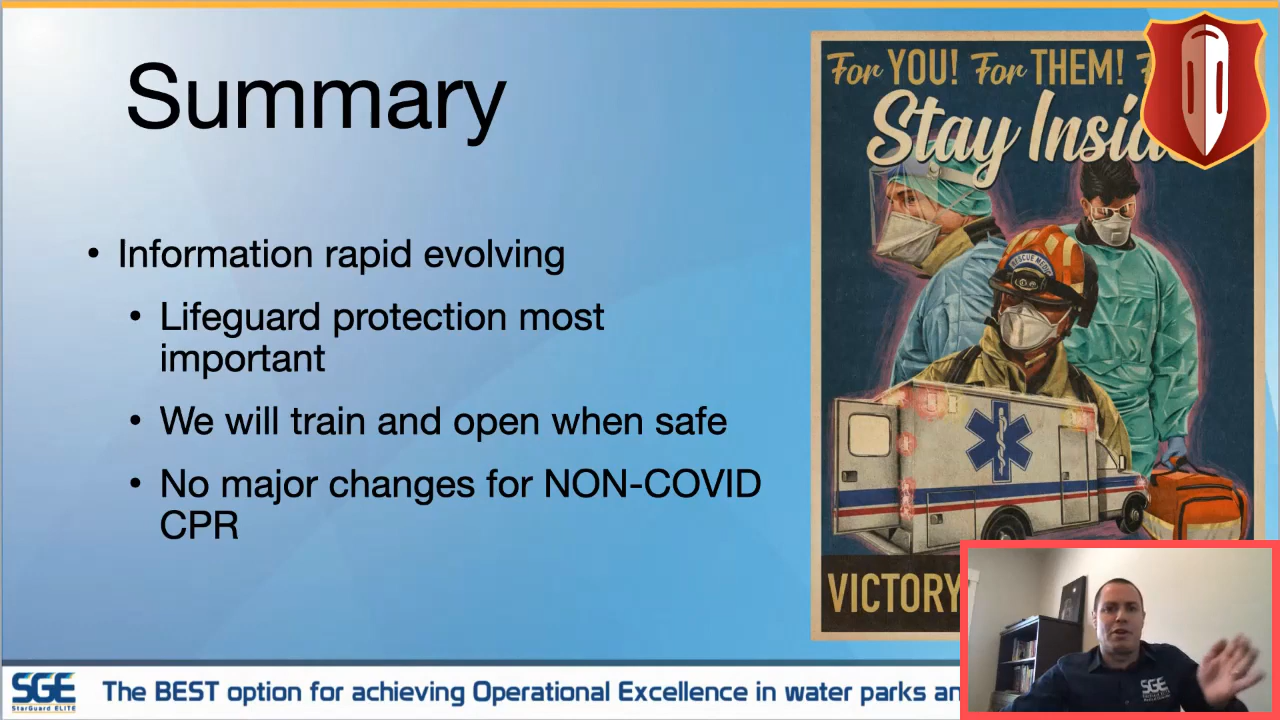 Summary
• Information rapid evolving
• Lifeguard protection most
important
• We will train and open when safe
• No major changes for NON-COVID
CPR
For YOU! For THEM!
Stay Inside
RESCUE MEDIC
VICTORY
SGE
StarGuard ELITE
The BEST option for achieving Operational Excellence in water parks an
SGE